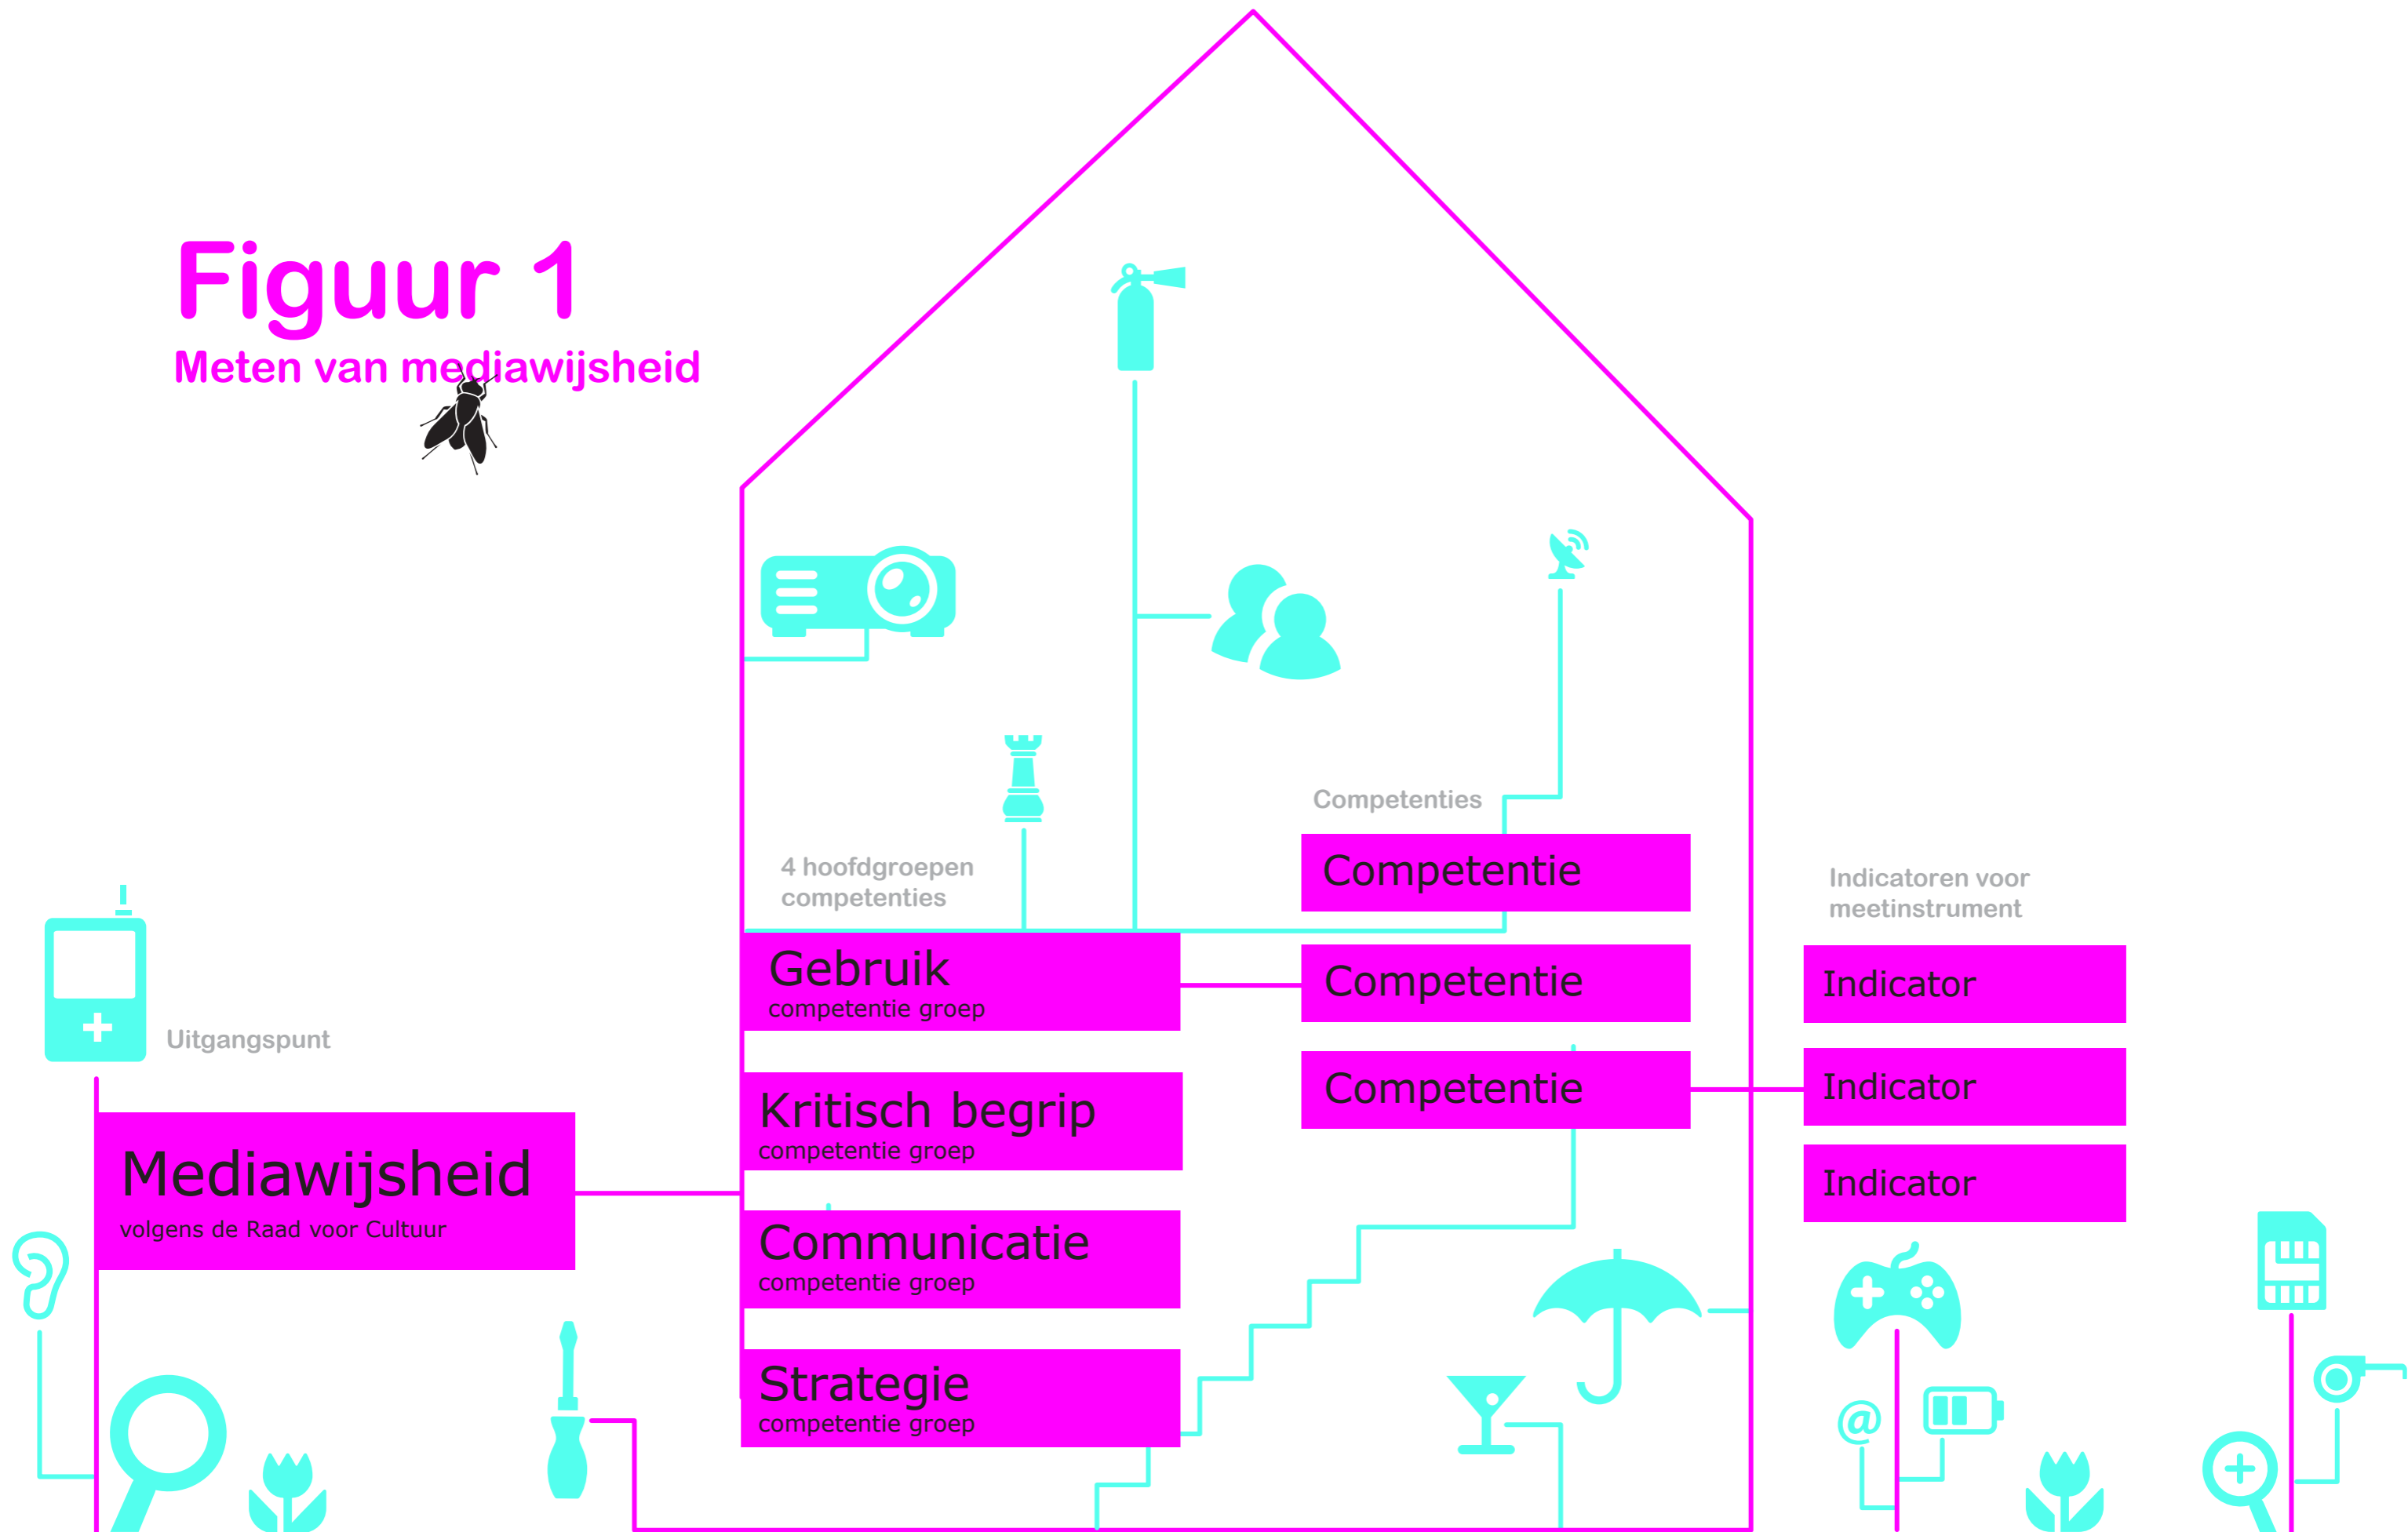 Figuur 1
Meten van mediawijsheid
Uitgangspunt
Mediawijsheid
volgens de Raad voor Cultuur
4 hoofdgroepen
competenties
Gebruik
competentie groep
Kritisch begrip
competentie groep
Communicatie
competentie groep
Strategie
competentie groep
Competenties
Competentie
Competentie
Competentie
Indicatoren voor
meetinstrument
Indicator
Indicator
Indicator
@